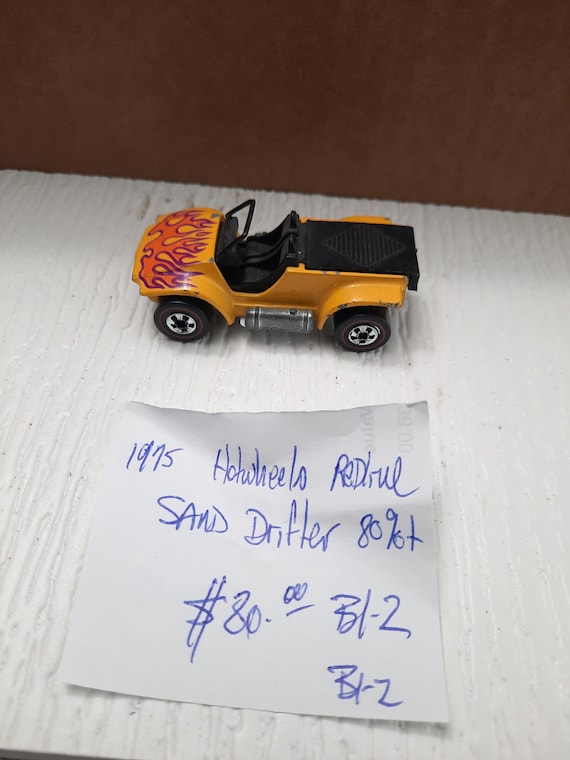 1975 Hotwheels Redline
SAND Drifter 80%+
$80.00 B1-2
B1-2